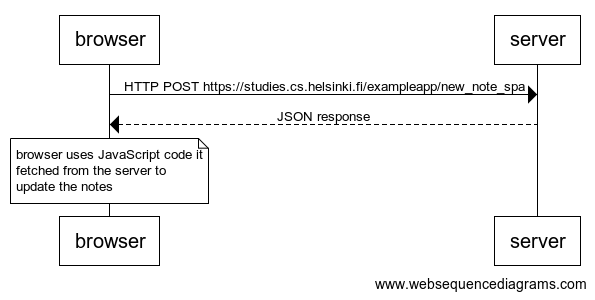 browser
server
HTTP POST https://studies.cs.helsinki.fi/exampleapp/new_note_spa
JSON response
browser uses JavaScript code it
fetched from the server to
update the notes
browser
server
www.websequencediagrams.com